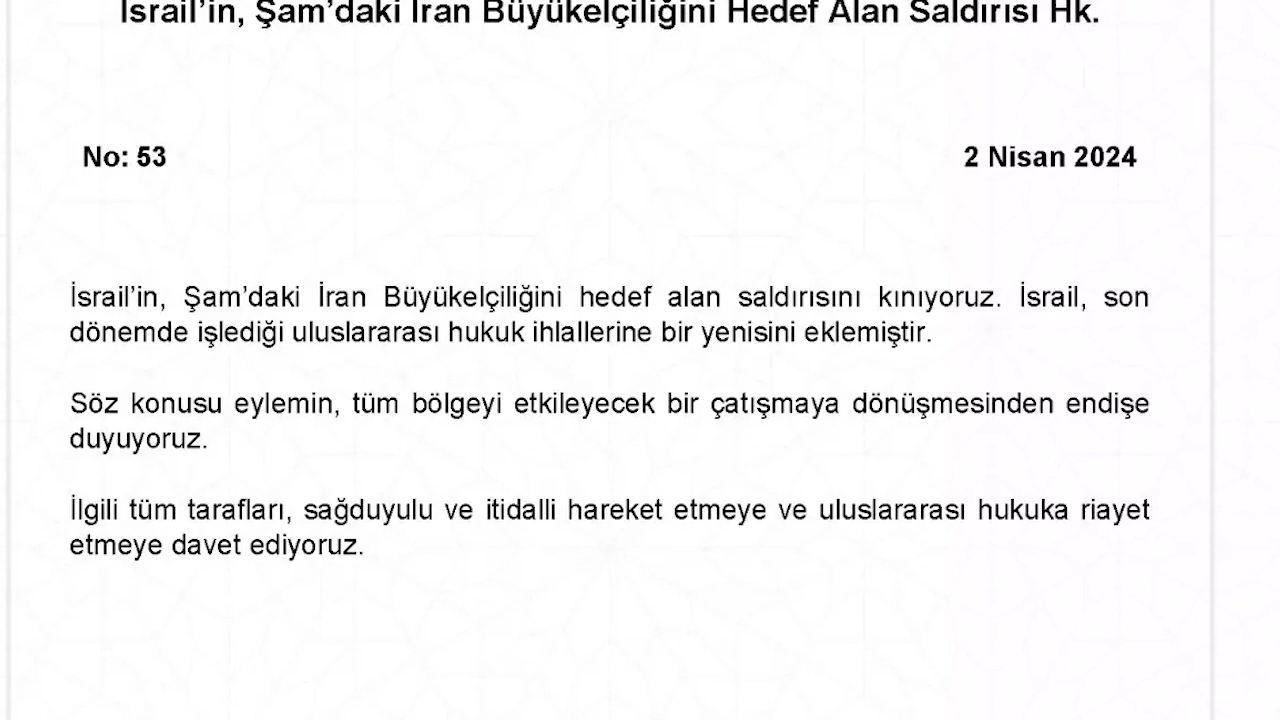 İsrail’in, Şam’daki İran Büyükelçiliğini Hedef Alan Saldırısı Hk.
No: 53
2 Nisan 2024
İsrail’in, Şam’daki İran Büyükelçiliğini hedef alan saldırısını kınıyoruz. İsrail, son
dönemde işlediği uluslararası hukuk ihlallerine bir yenisini eklemiştir.
Söz konusu eylemin, tüm bölgeyi etkileyecek bir çatışmaya dönüşmesinden endişe
duyuyoruz.
İlgili tüm tarafları, sağduyulu ve itidalli hareket etmeye ve uluslararası hukuka riayet
etmeye davet ediyoruz.